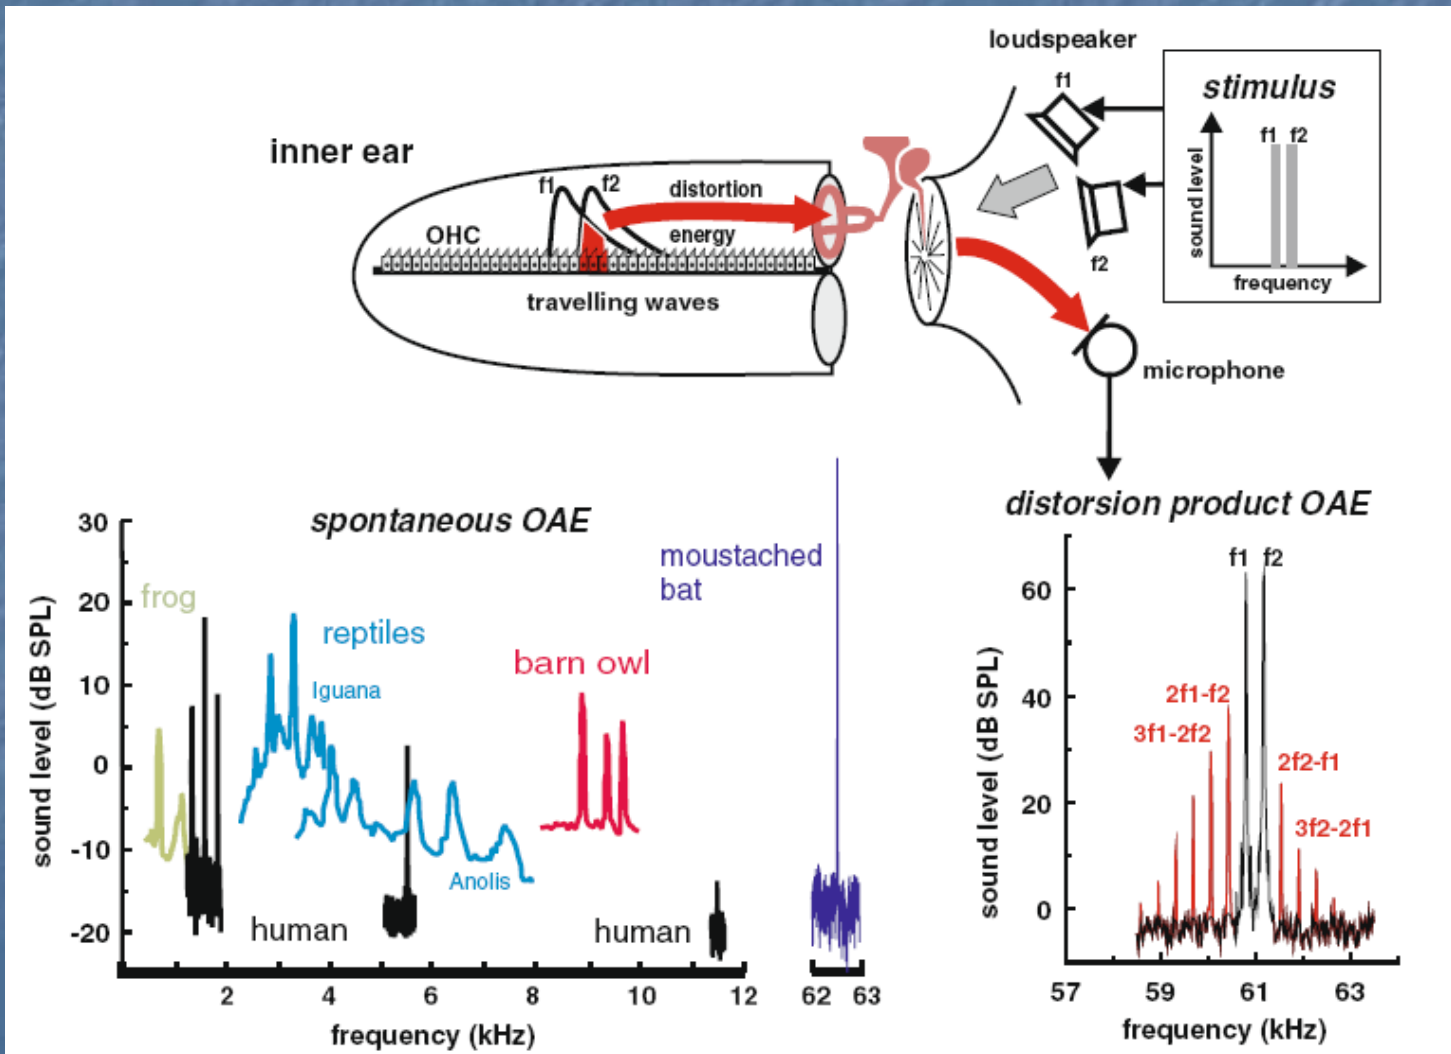 loudspeaker
f1
stimulus
f1 f2
sound level
frequency
f2
inner ear
f1
f2
distortion
energy
OHC
travelling waves
microphone
spontaneous OAE
30
20
10
0
-10
-20
sound level (dB SPL)
frog
reptiles
Iguana
Anolis
barn owl
moustached
bat
human
human
2
4
6
8
10
12
62
63
frequency (kHz)
distorsion product OAE
f1
f2
60
40
20
0
sound level (dB SPL)
2f1-f2
3f1-2f2
2f2-f1
3f2-2f1
57
59
61
63
frequency (kHz)